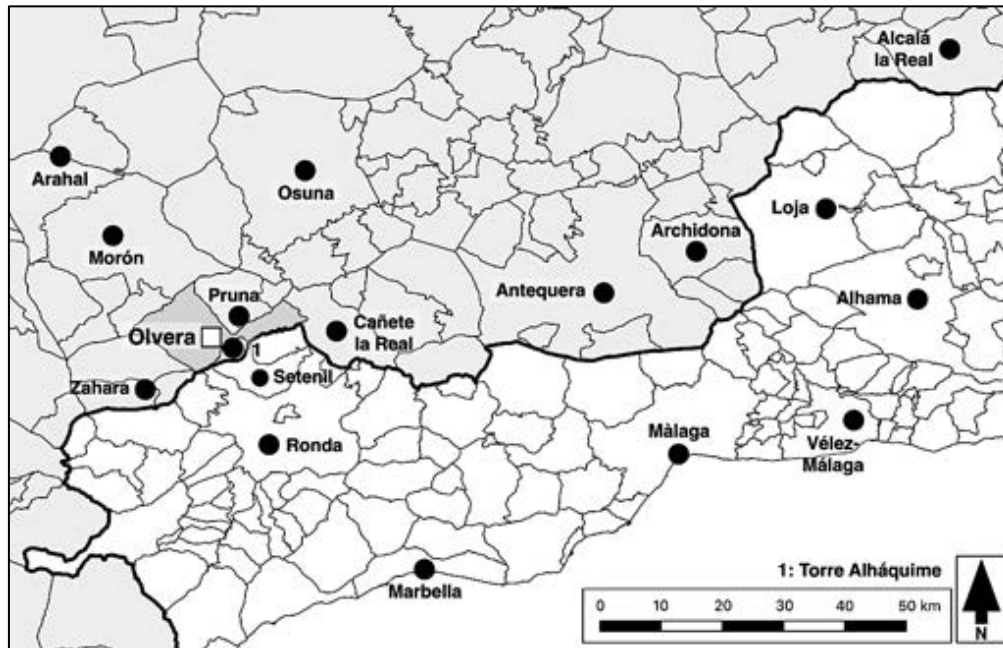 Alcalá
la Real
Arahal
Osuna
Loja
Morón
Archidona
Antequera
Alhama
Pruna
Olvera
1
Cañete
la Real
Zahara
Setenil
Ronda
Màlaga
Vélez-
Málaga
Marbella
1: Torre Alháquime
0 10 20 30 40 50 km
N